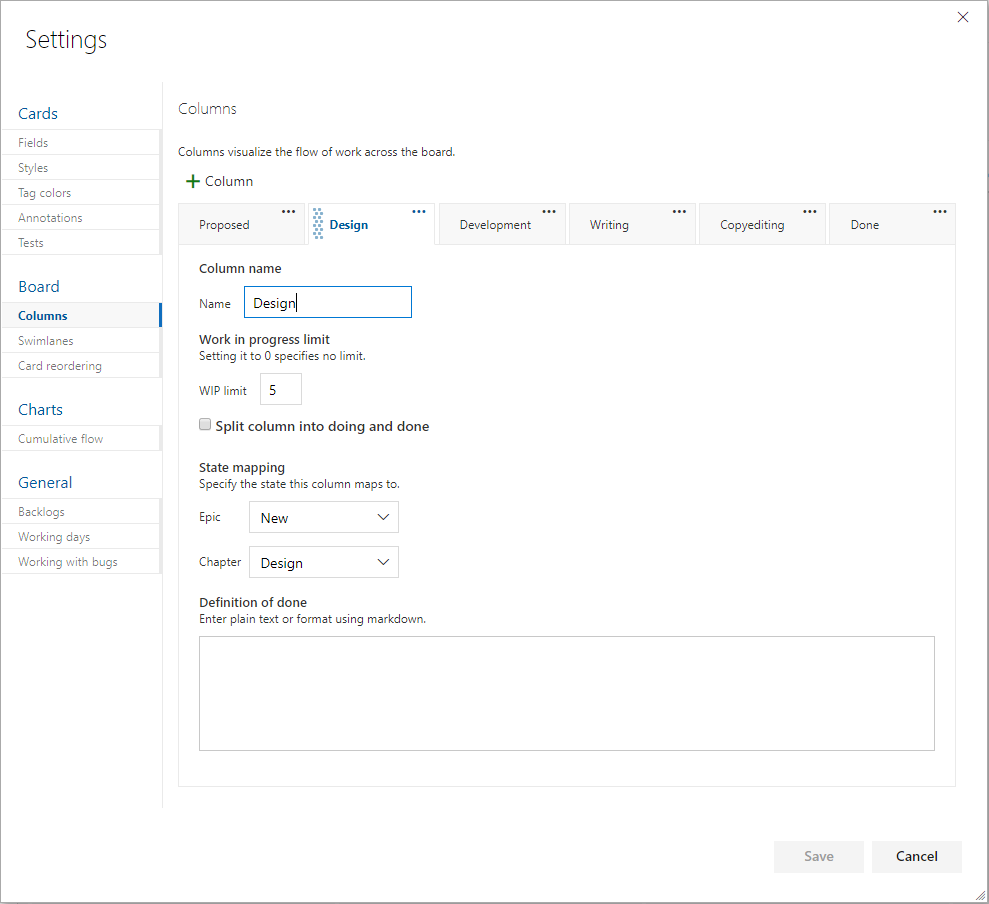 Settings
Cards
Fields
Styles
Tag colors
Annotations
Tests
Board
Columns
Swimlanes
Card reordering
Charts
Cumulative flow
General
Backlogs
Working days
Working with bugs
Columns
Columns visualize the flow of work across the board.
+ Column
Proposed ••• Design ••• Development ••• Writing ••• Copyediting ••• Done •••
Column name
Name Design
Work in progress limit
Setting it to 0 specifies no limit.
WIP limit 5
Split column into doing and done
State mapping
Specify the state this column maps to.
Epic New
Chapter Design
Definition of done
Enter plain text or format using markdown.
Save Cancel